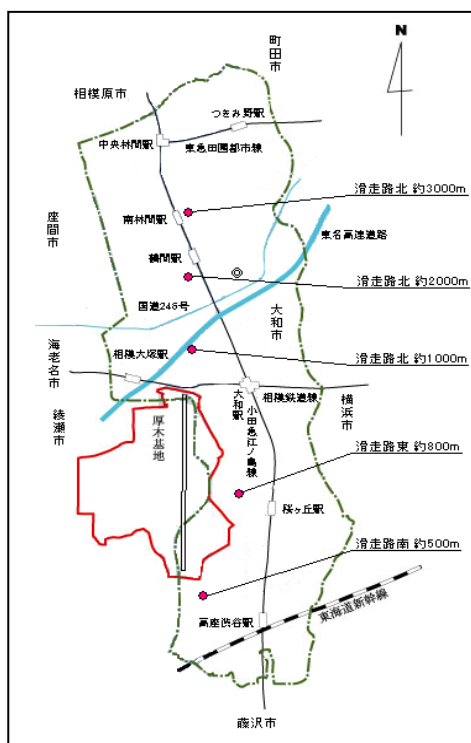 町田市
N
相模原市
つきみ野駅
中央林間駅
東急田園都市線
座間市
滑走路北 約3000m
南林間駅
東名高速道路
鶴間駅
滑走路北 約2000m
国道246号
大和市
海老名市
相模大塚駅
滑走路北 約1000m
綾瀬市
相模鉄道線
横浜市
大和駅
小田急江ノ島線
厚木基地
滑走路東 約800m
桜ヶ丘駅
滑走路南 約500m
東海道新幹線
高座渋谷駅
藤沢市